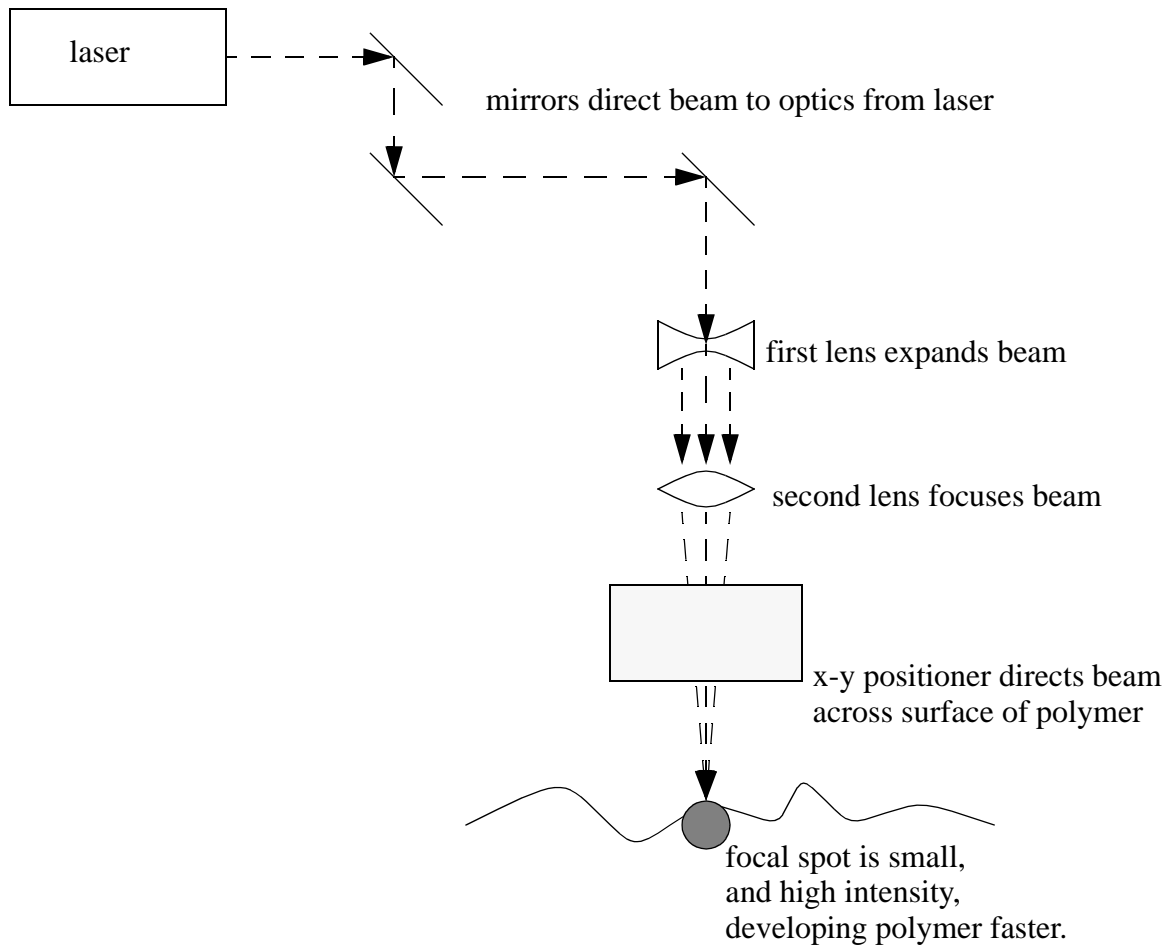 laser
mirrors direct beam to optics from laser
first lens expands beam
second lens focuses beam
x-y positioner directs beam
across surface of polymer
focal spot is small,
and high intensity,
developing polymer faster.